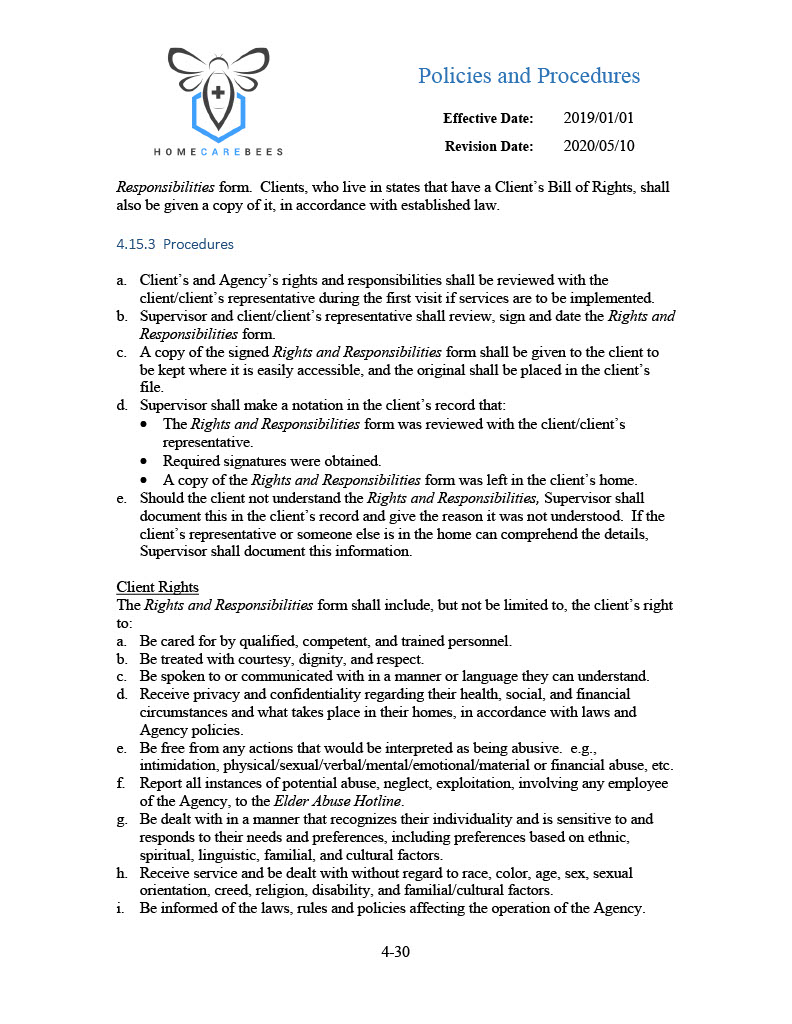 HOMECAREBEES
Policies and Procedures
Effective Date: 2019/01/01
Revision Date: 2020/05/10
Responsibilities form.  Clients, who live in states that have a Client’s Bill of Rights, shall
also be given a copy of it, in accordance with established law.
4.15.3  Procedures
a. Client’s and Agency’s rights and responsibilities shall be reviewed with the
client/client’s representative during the first visit if services are to be implemented.
b. Supervisor and client/client’s representative shall review, sign and date the Rights and
Responsibilities form.
c. A copy of the signed Rights and Responsibilities form shall be given to the client to
be kept where it is easily accessible, and the original shall be placed in the client’s
file.
d. Supervisor shall make a notation in the client’s record that:
• The Rights and Responsibilities form was reviewed with the client/client’s
representative.
• Required signatures were obtained.
• A copy of the Rights and Responsibilities form was left in the client’s home.
e. Should the client not understand the Rights and Responsibilities, Supervisor shall
document this in the client’s record and give the reason it was not understood.  If the
client’s representative or someone else is in the home can comprehend the details,
Supervisor shall document this information.
Client Rights
The Rights and Responsibilities form shall include, but not be limited to, the client’s right
to:
a. Be cared for by qualified, competent, and trained personnel.
b. Be treated with courtesy, dignity, and respect.
c. Be spoken to or communicated with in a manner or language they can understand.
d. Receive privacy and confidentiality regarding their health, social, and financial
circumstances and what takes place in their homes, in accordance with laws and
Agency policies.
e. Be free from any actions that would be interpreted as being abusive.  e.g.,
intimidation, physical/sexual/verbal/mental/emotional/material or financial abuse, etc.
f. Report all instances of potential abuse, neglect, exploitation, involving any employee
of the Agency, to the Elder Abuse Hotline.
g. Be dealt with in a manner that recognizes their individuality and is sensitive to and
responds to their needs and preferences, including preferences based on ethnic,
spiritual, linguistic, familial, and cultural factors.
h. Receive service and be dealt with without regard to race, color, age, sex, sexual
orientation, creed, religion, disability, and familial/cultural factors.
i. Be informed of the laws, rules and policies affecting the operation of the Agency.
4-30